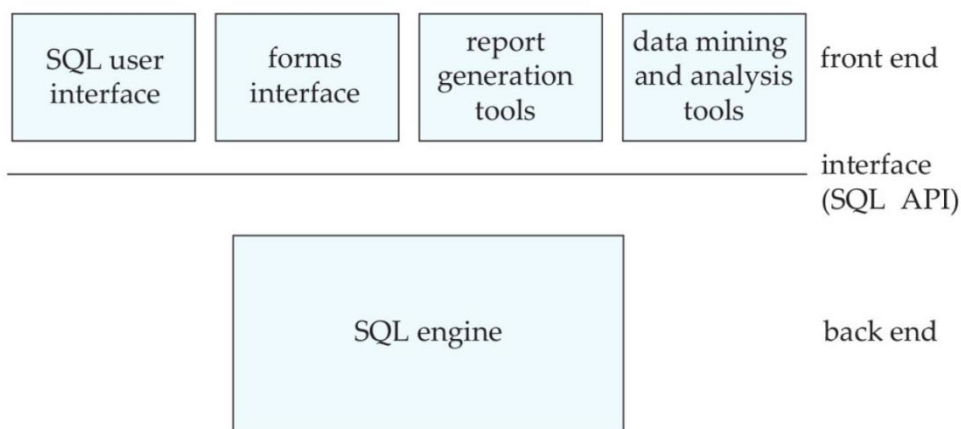 SQL user
interface
forms
interface
report
generation
tools
data mining
and analysis
tools
front end
interface
(SQL API)
SQL engine
back end